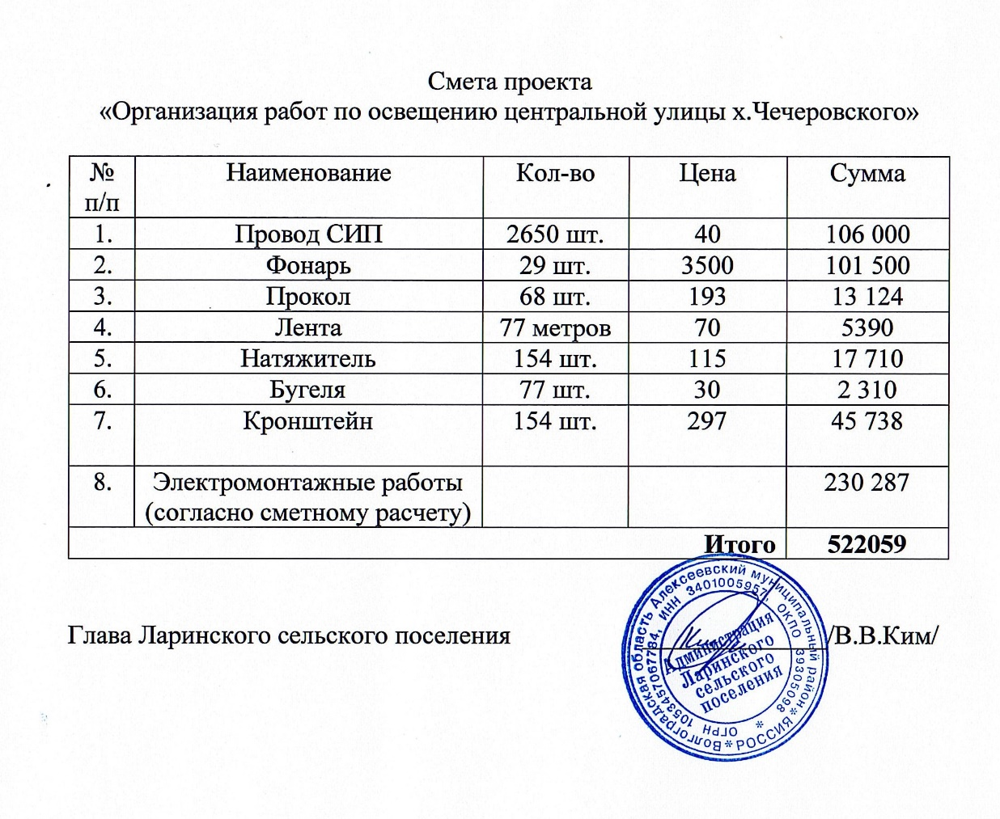 Смета проекта
«Организация работ по освещению центральной улицы х.Чечеровского»
№ п/п Наименование Кол-во Цена Сумма
1. Провод СИП 2650 шт. 40 106 000
2. Фонарь 29 шт. 3500 101 500
3. Прокол 68 шт. 193 13 124
4. Лента 77 метров 70 5390
5. Натяжитель 154 шт. 115 17 710
6. Бугеля 77 шт. 30 2 310
7. Кронштейн 154 шт. 297 45 738
8. Электромонтажные работы 230 287
(согласно сметному расчету)
Итого 522059
Глава Ларинского сельского поселения /В.В.Ким/
Волгоградская область Алексеевский муниципальный район * РОССИЯ *
ОГРН 1053457067784, ИНН 3401005957, ОКПО 39305098 *
Администрация
Ларинского
сельского
поселения